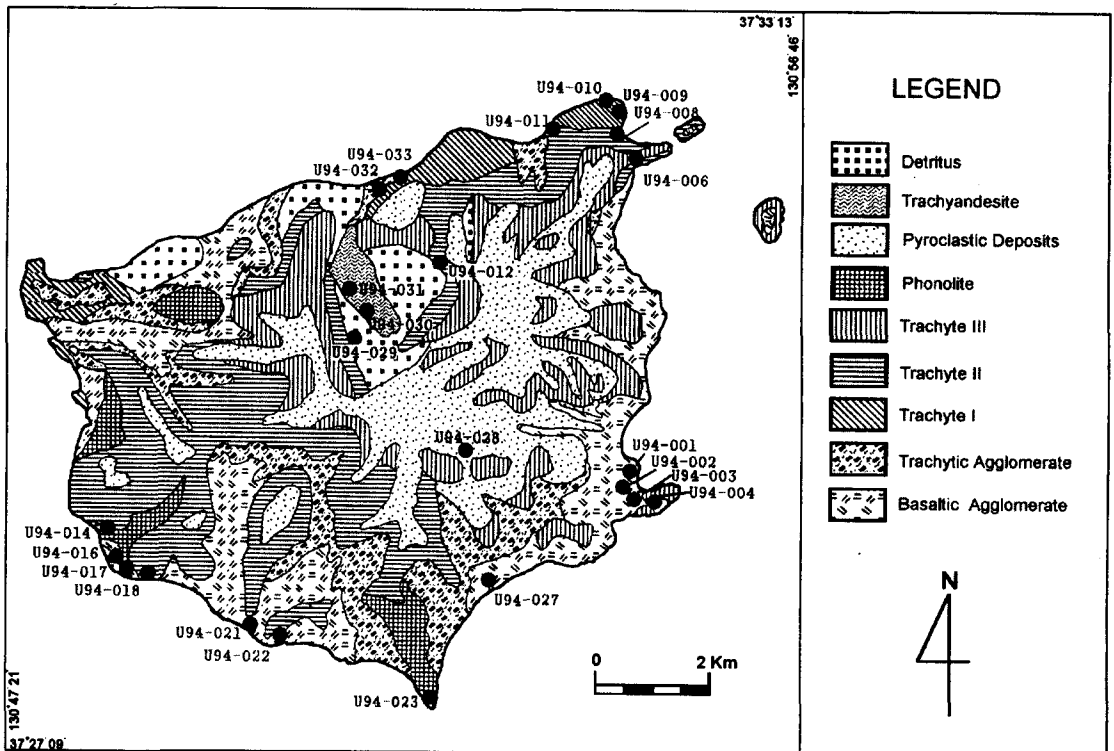 37°33'13"
130°56'46"
U94-010
U94-009
U94-008
U94-011
U94-033
U94-032
U94-006
U94-012
U94-031
U94-030
U94-029
U94-028
U94-001
U94-002
U94-003
U94-004
U94-014
U94-016
U94-017
U94-018
U94-027
U94-021
U94-022
U94-023
0 2 Km
130°47'21
37°27'09"
LEGEND
Detritus
Trachyandesite
Pyroclastic Deposits
Phonolite
Trachyte III
Trachyte II
Trachyte I
Trachytic Agglomerate
Basaltic Agglomerate
N